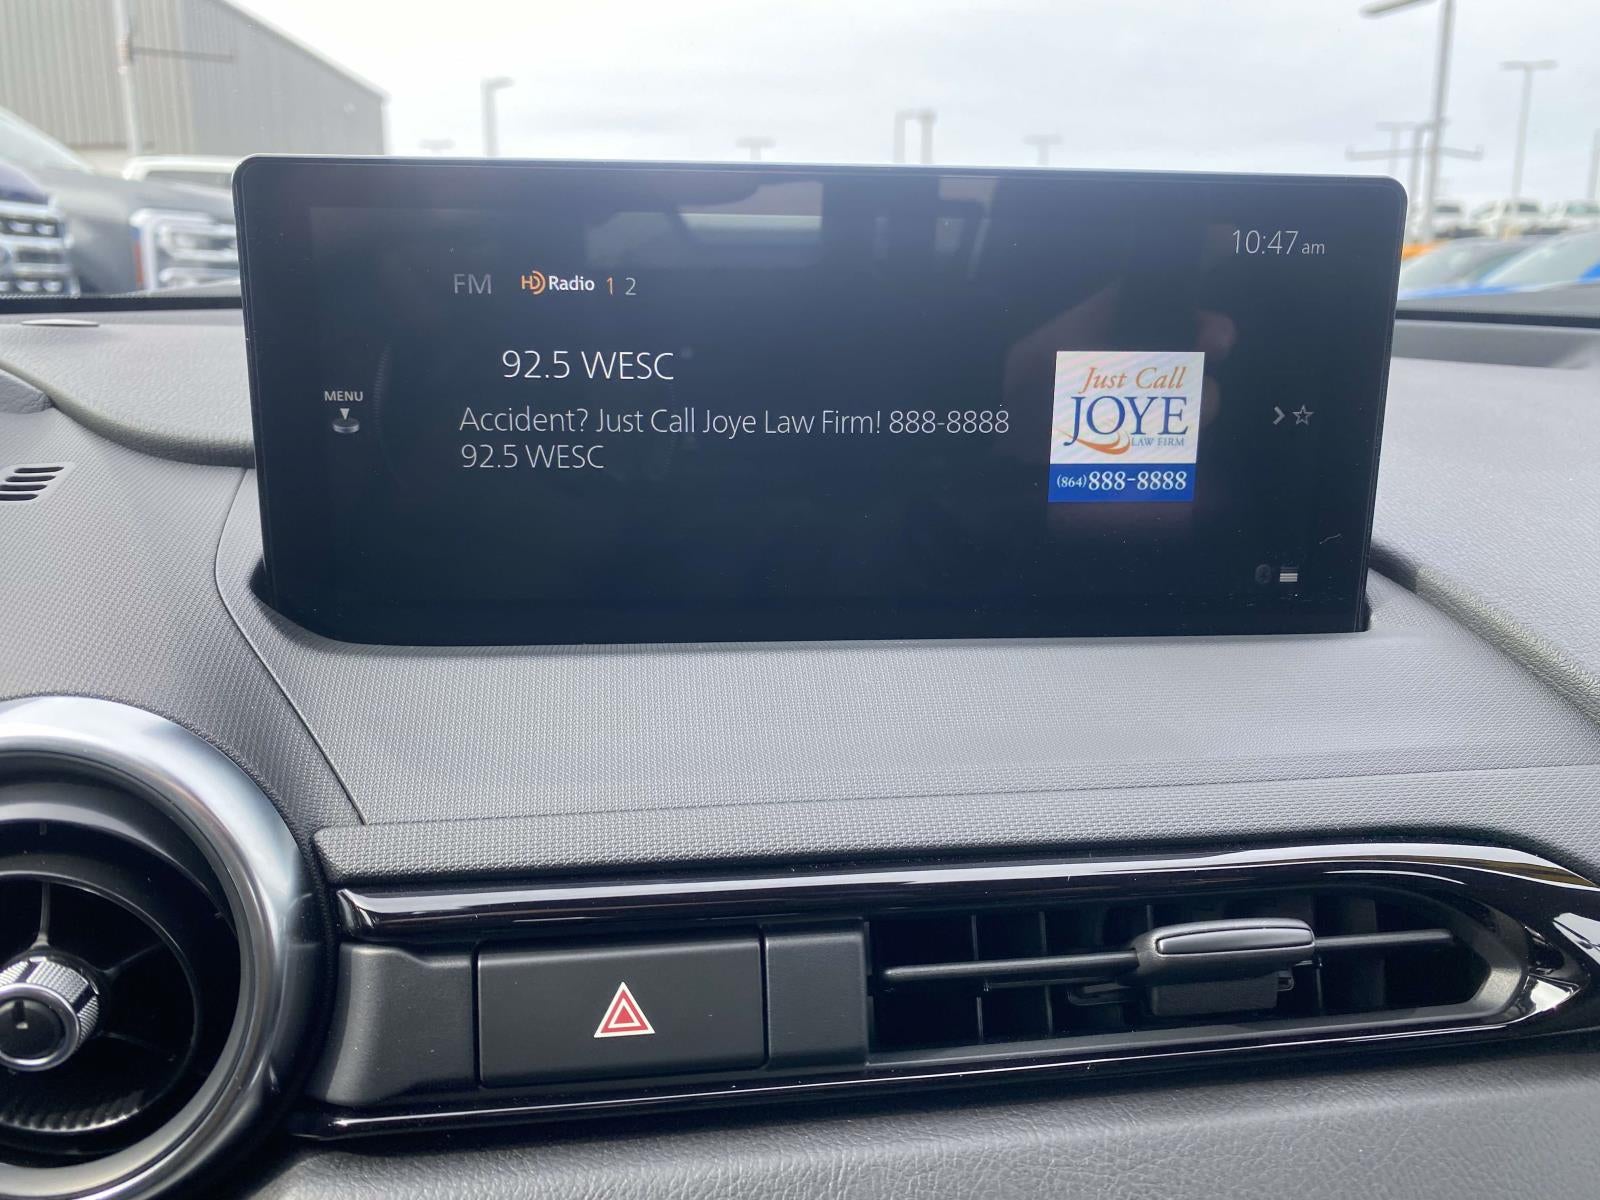 10:47 am
FM HD Radio 1 2
92.5 WESC
MENU
Accident? Just Call Joye Law Firm! 888-8888
92.5 WESC
Just Call
JOYE
LAW FIRM
(864) 888-8888